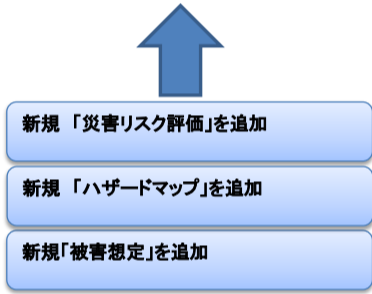 新規 「災害リスク評価」を追加
新規 「ハザードマップ」を追加
新規「被害想定」を追加